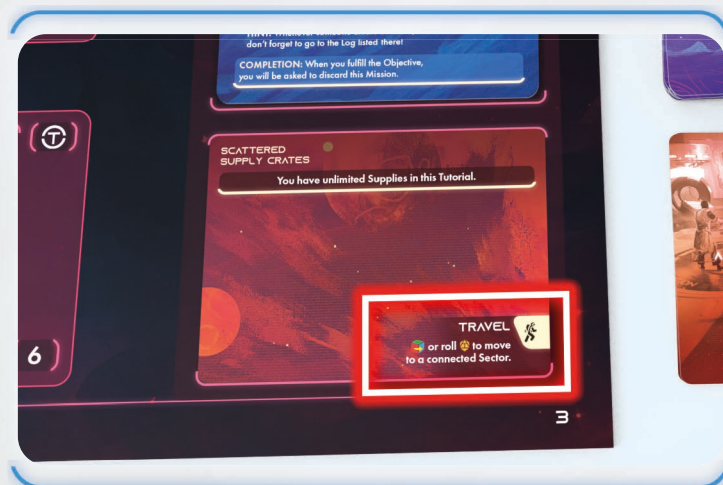 don't forget to go to the Log listed there!
COMPLETION: When you fulfill the Objective,
you will be asked to discard this Mission.
SCATTERED
SUPPLY CRATES
You have unlimited Supplies in this Tutorial.
TRAVEL
or roll to move
to a connected Sector.
6
3